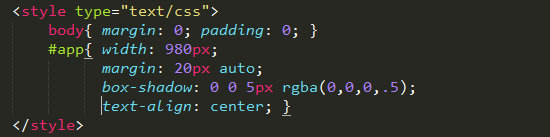 <style type="text/css">
body{ margin: 0; padding: 0; }
#app{ width: 980px;
margin: 20px auto;
box-shadow: 0 0 5px rgba(0,0,0,.5);
text-align: center; }
</style>